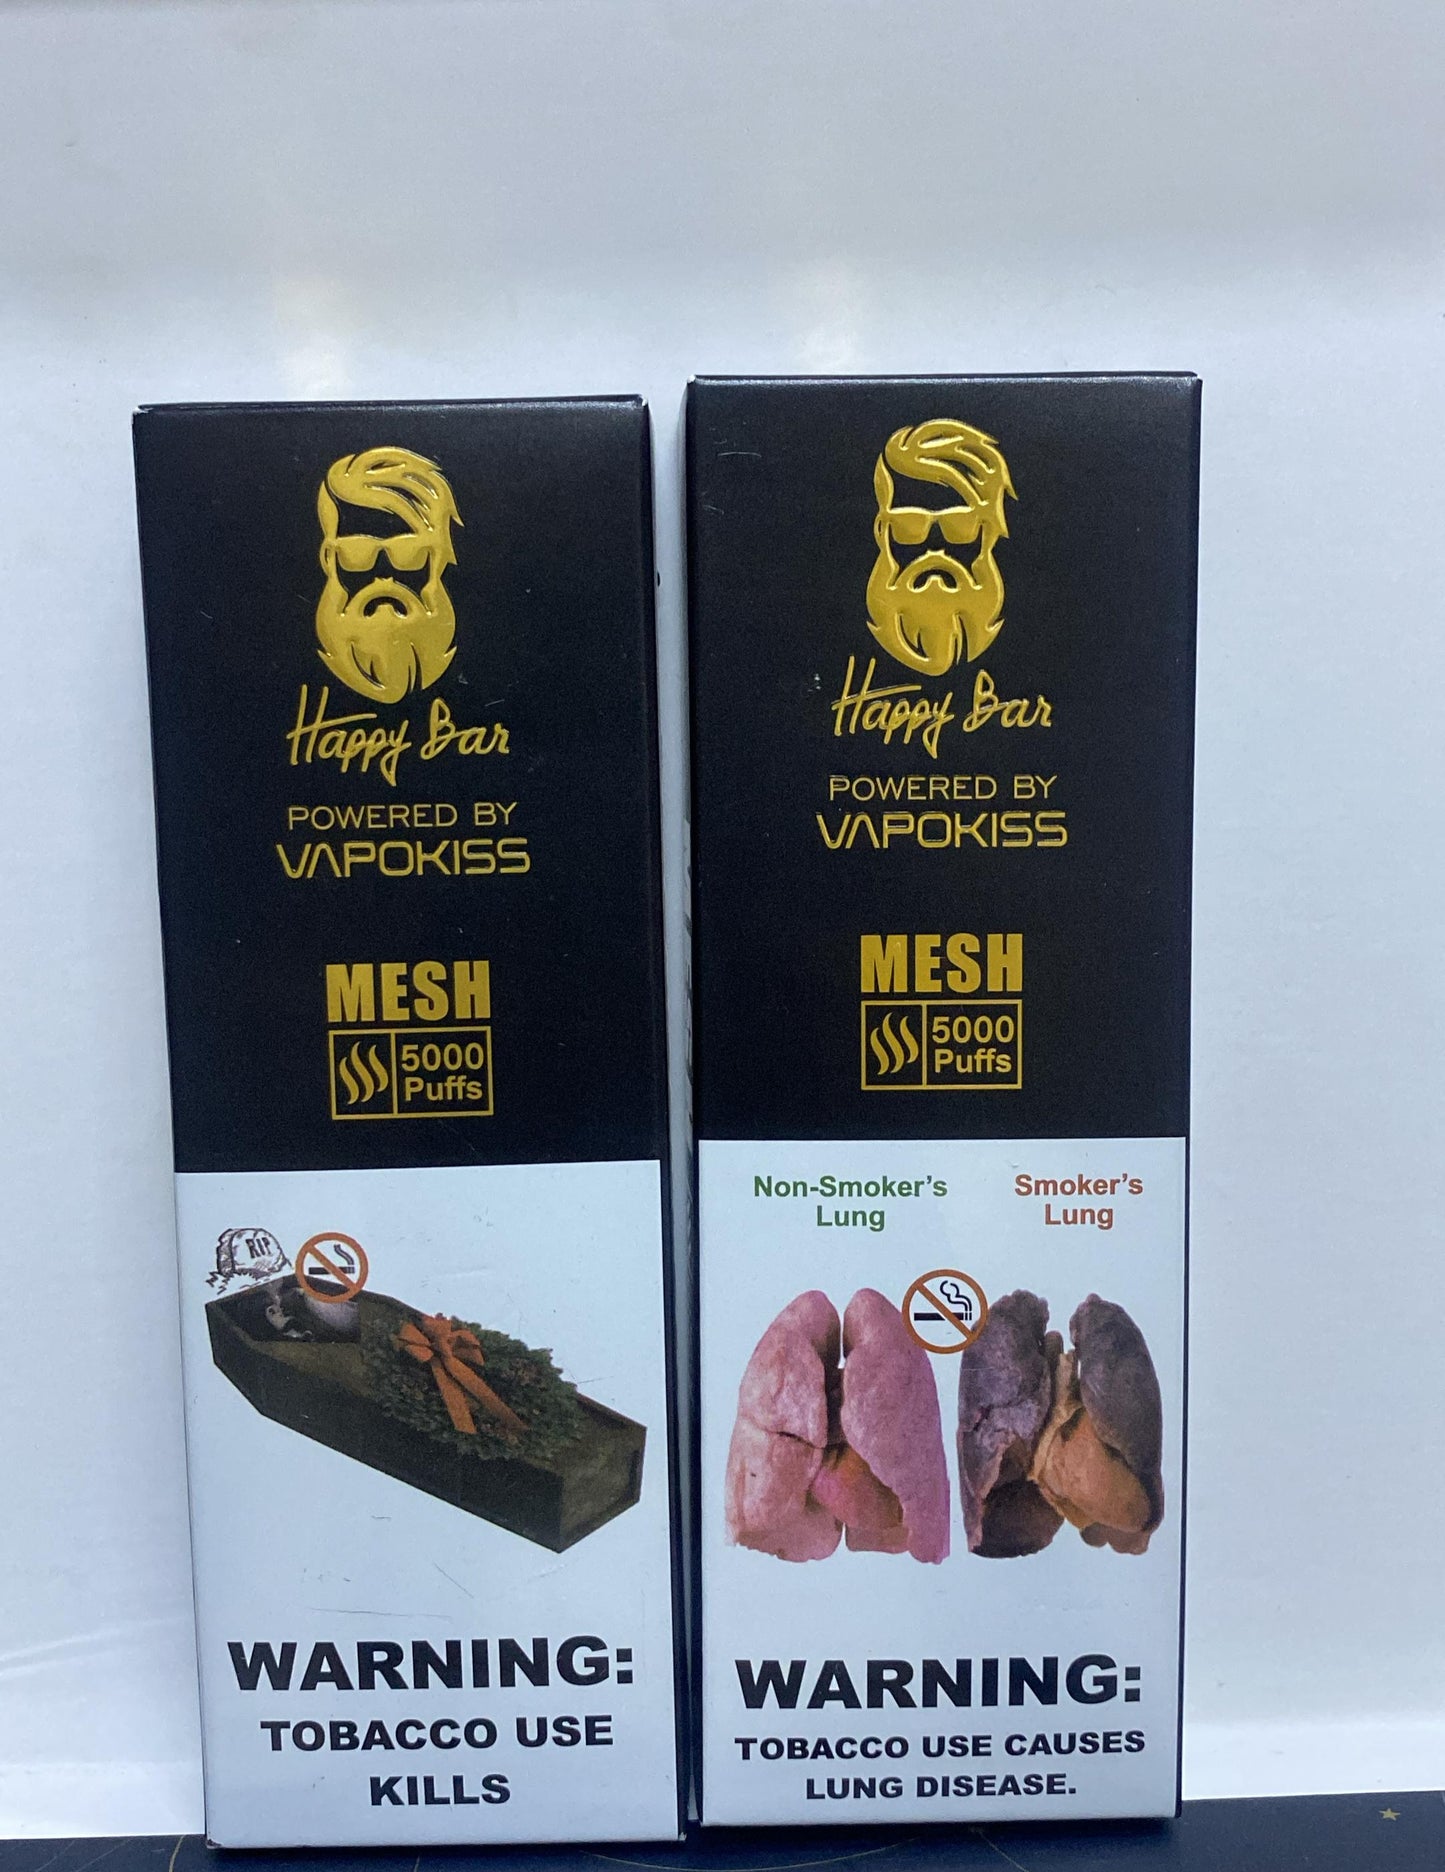 Happy Bar
POWERED BY
VAPOKISS
MESH
5000
Puffs
RIP
WARNING:
TOBACCO USE
KILLS
Happy Bar
POWERED BY
VAPOKISS
MESH
5000
Puffs
Non-Smoker's
Lung
Smoker's
Lung
WARNING:
TOBACCO USE CAUSES
LUNG DISEASE.